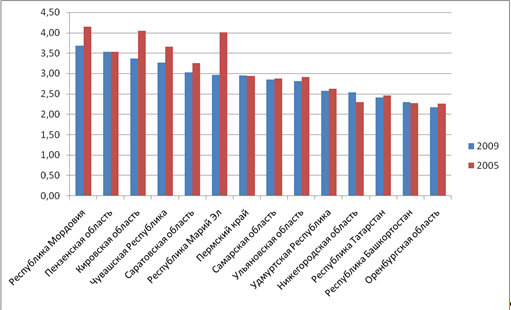 4,50
4,00
3,50
3,00
2,50
2,00
1,50
1,00
0,50
0,00
Республика Мордовия
Пензенская область
Кировская область
Чувашская Республика
Саратовская область
Республика Марий Эл
Пермский край
Самарская область
Ульяновская область
Удмуртская Республика
Нижегородская область
Республика Татарстан
Республика Башкортостан
Оренбургская область
2009
2005